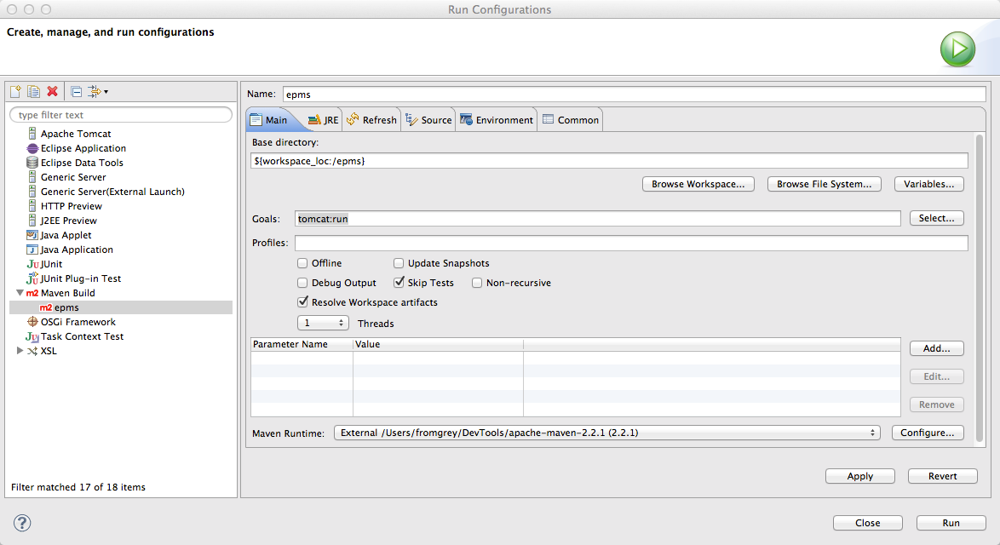 Run Configurations
Create, manage, and run configurations
type filter text
Apache Tomcat
Eclipse Application
Eclipse Data Tools
Generic Server
Generic Server(External Launch)
HTTP Preview
J2EE Preview
Java Applet
Java Application
Ju JUnit
JUnit Plug-in Test
m2 Maven Build
m2 epms
OSGi Framework
Ju Task Context Test
XSL
Filter matched 17 of 18 items
Name: epms
Main JRE Refresh Source Environment Common
Base directory:
${workspace_loc:/epms}
Browse Workspace... Browse File System... Variables...
Goals: tomcat:run Select...
Profiles:
Offline Update Snapshots
Debug Output Skip Tests Non-recursive
Resolve Workspace artifacts
1 Threads
Parameter Name Value
Add...
Edit...
Remove
Maven Runtime: External /Users/fromgrey/DevTools/apache-maven-2.2.1 (2.2.1) Configure...
Apply Revert
? Close Run